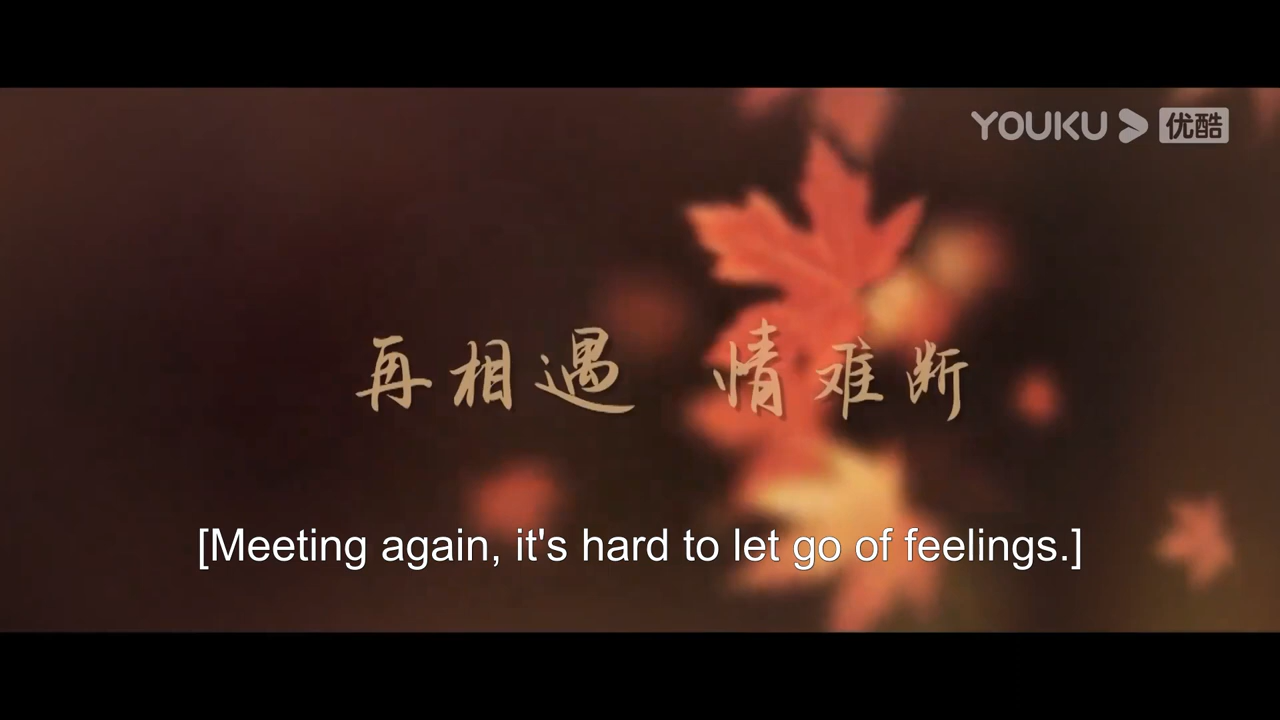 YOUKU 优酷
再相遇 情难断
[Meeting again, it's hard to let go of feelings.]